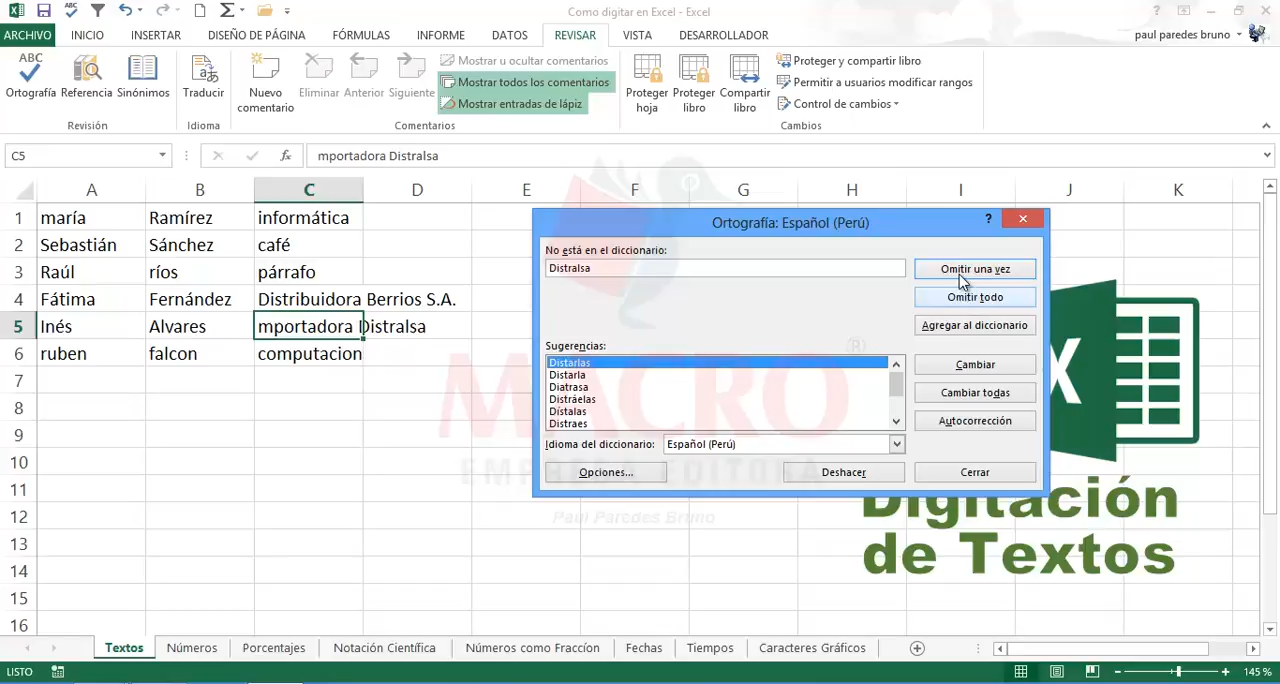 Como digitar en Excel - Excel
ARCHIVO INICIO INSERTAR DISEÑO DE PÁGINA FÓRMULAS INFORME DATOS REVISAR VISTA DESARROLLADOR paul paredes bruno
ABC
Ortografía Referencia Sinónimos
Revisión
Traducir
Idioma
Nuevo comentario
Eliminar Anterior Siguiente
Mostrar u ocultar comentarios
Mostrar todos los comentarios
Mostrar entradas de lápiz
Comentarios
Proteger hoja
Proteger libro
Compartir libro
Proteger y compartir libro
Permitir a usuarios modificar rangos
Control de cambios
Cambios
C5 fx mportadora Distralsa
A B C D E F G H I J K
1 maría Ramírez informática
2 Sebastián Sánchez café
3 Raúl ríos párrafo
4 Fátima Fernández Distribuidora Berrios S.A.
5 Inés Alvares mportadora Distralsa
6 ruben falcon computacion
7
8
9
10
11
12
13
14
15
16
Ortografía: Español (Perú)
?
No está en el diccionario:
Distralsa
Omitir una vez
Omitir todo
Agregar al diccionario
Sugerencias:
Distarlas
Distarla
Diatrasa
Distráelas
Dístalas
Distraes
Cambiar
Cambiar todas
Autocorrección
Idioma del diccionario: Español (Perú)
Opciones... Deshacer Cerrar
MACRO ®
EMPRESA EDITORA
Paul Paredes Bruno
X
Digitación
de Textos
Textos Números Porcentajes Notación Científica Números como Fraccíon Fechas Tiempos Caracteres Gráficos
LISTO 145 %